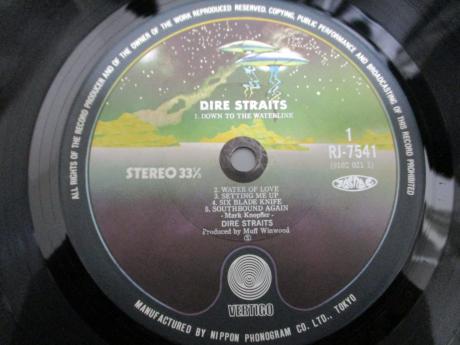 ALL RIGHTS OF THE RECORD PRODUCER AND OF THE OWNER OF THE WORK REPRODUCED RESERVED. COPYING, PUBLIC PERFORMANCE AND BROADCASTING OF THIS RECORD PROHIBITED
DIRE STRAITS
1. DOWN TO THE WATERLINE
1
RJ-7541
(9102 021 1)
STEREO 33⅓
2. WATER OF LOVE
3. SETTING ME UP
4. SIX BLADE KNIFE
5. SOUTHBOUND AGAIN
- Mark Knopfler -
DIRE STRAITS
Produced by Muff Winwood
VERTIGO
MANUFACTURED BY NIPPON PHONOGRAM CO. LTD., TOKYO